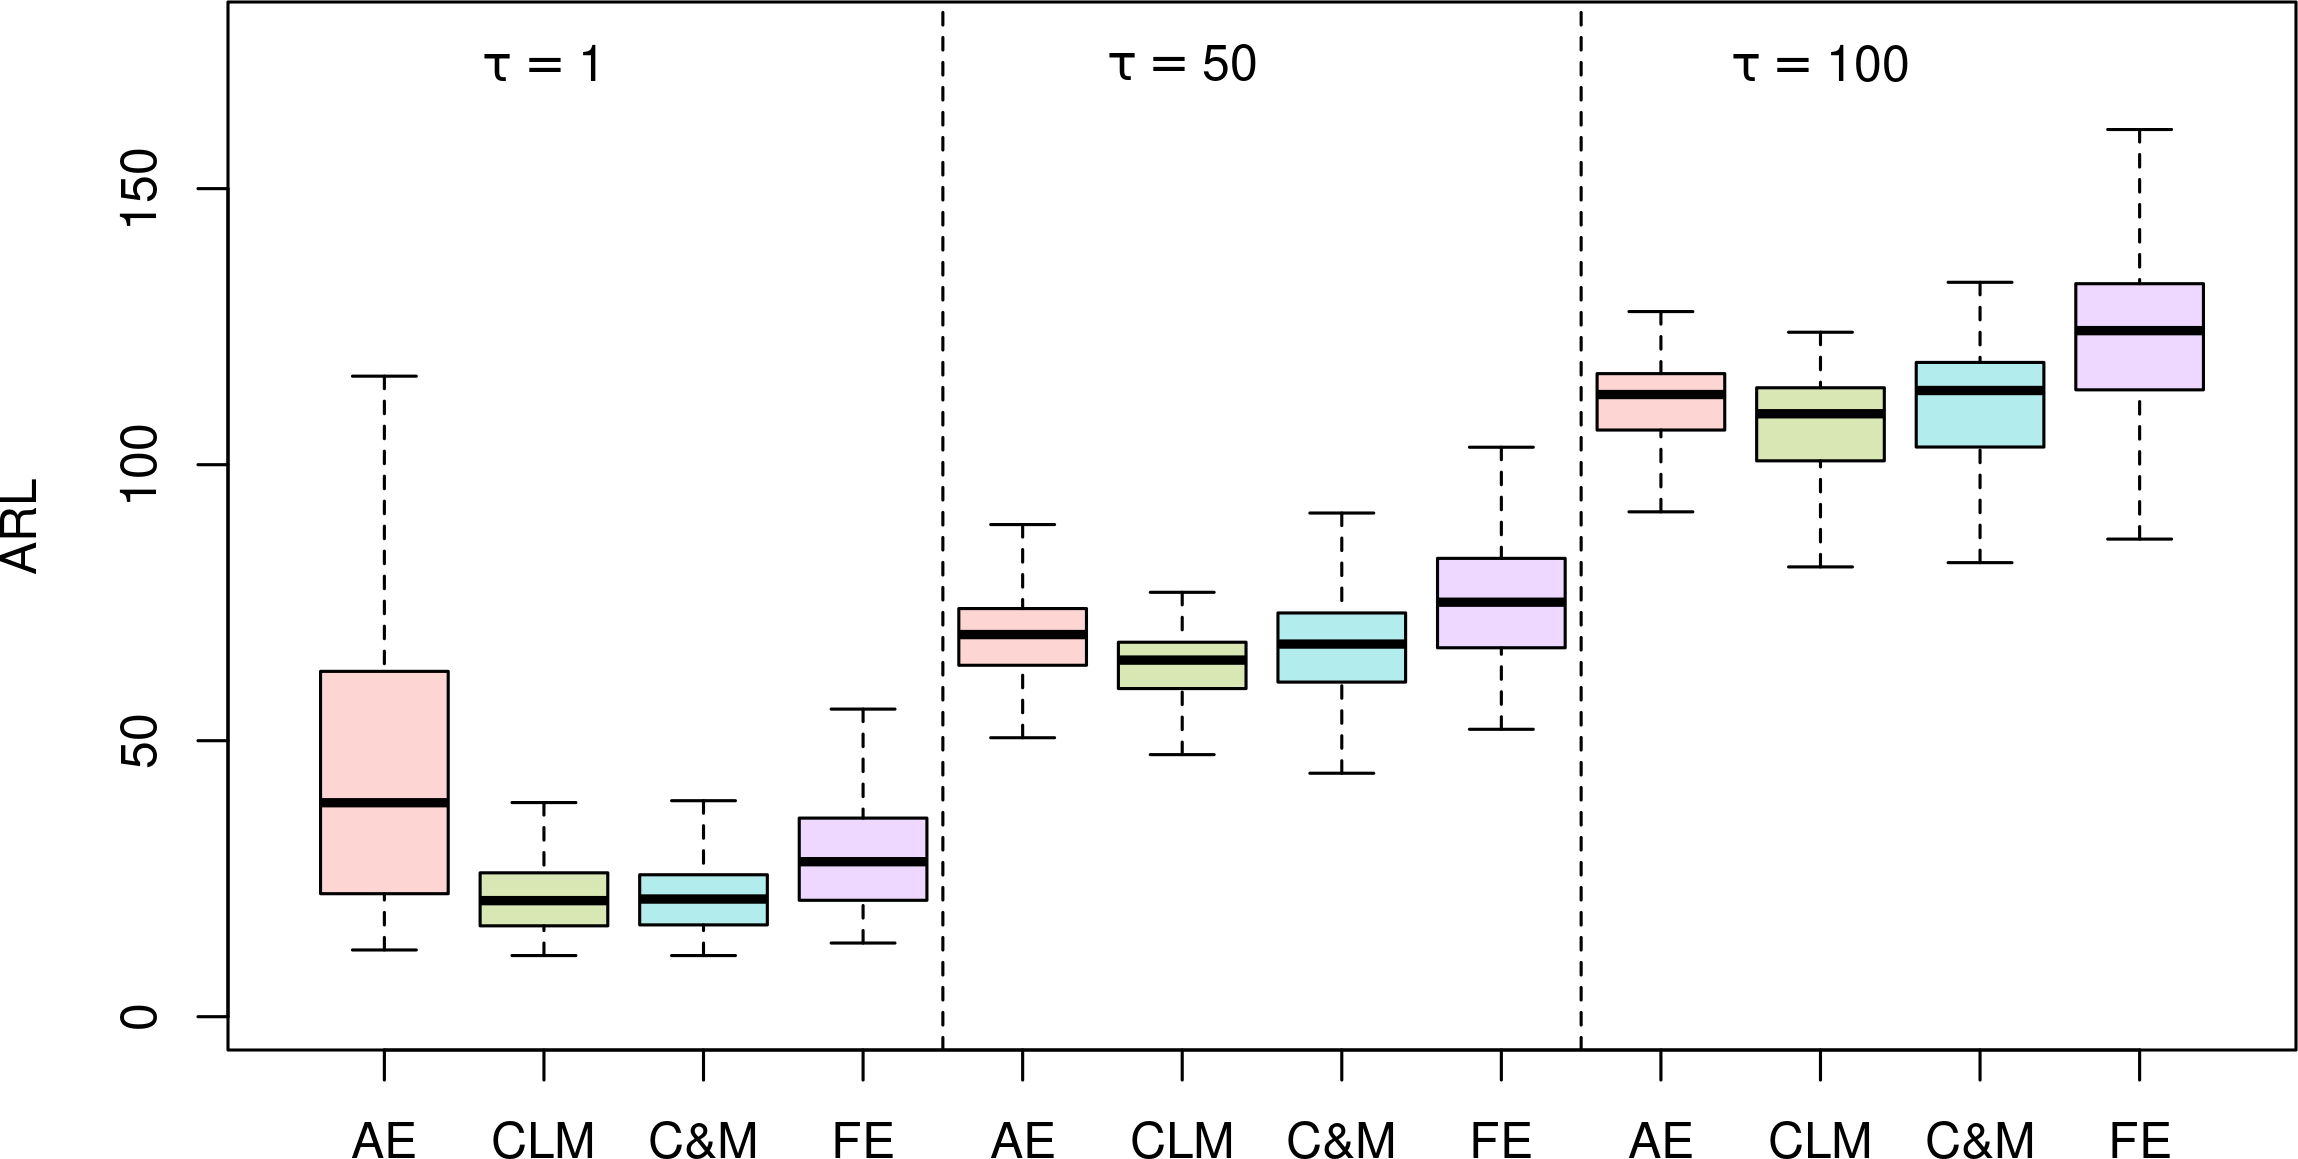 τ = 1
τ = 50
τ = 100
150
100
50
0
ARL
AE CLM C&M FE AE CLM C&M FE AE CLM C&M FE